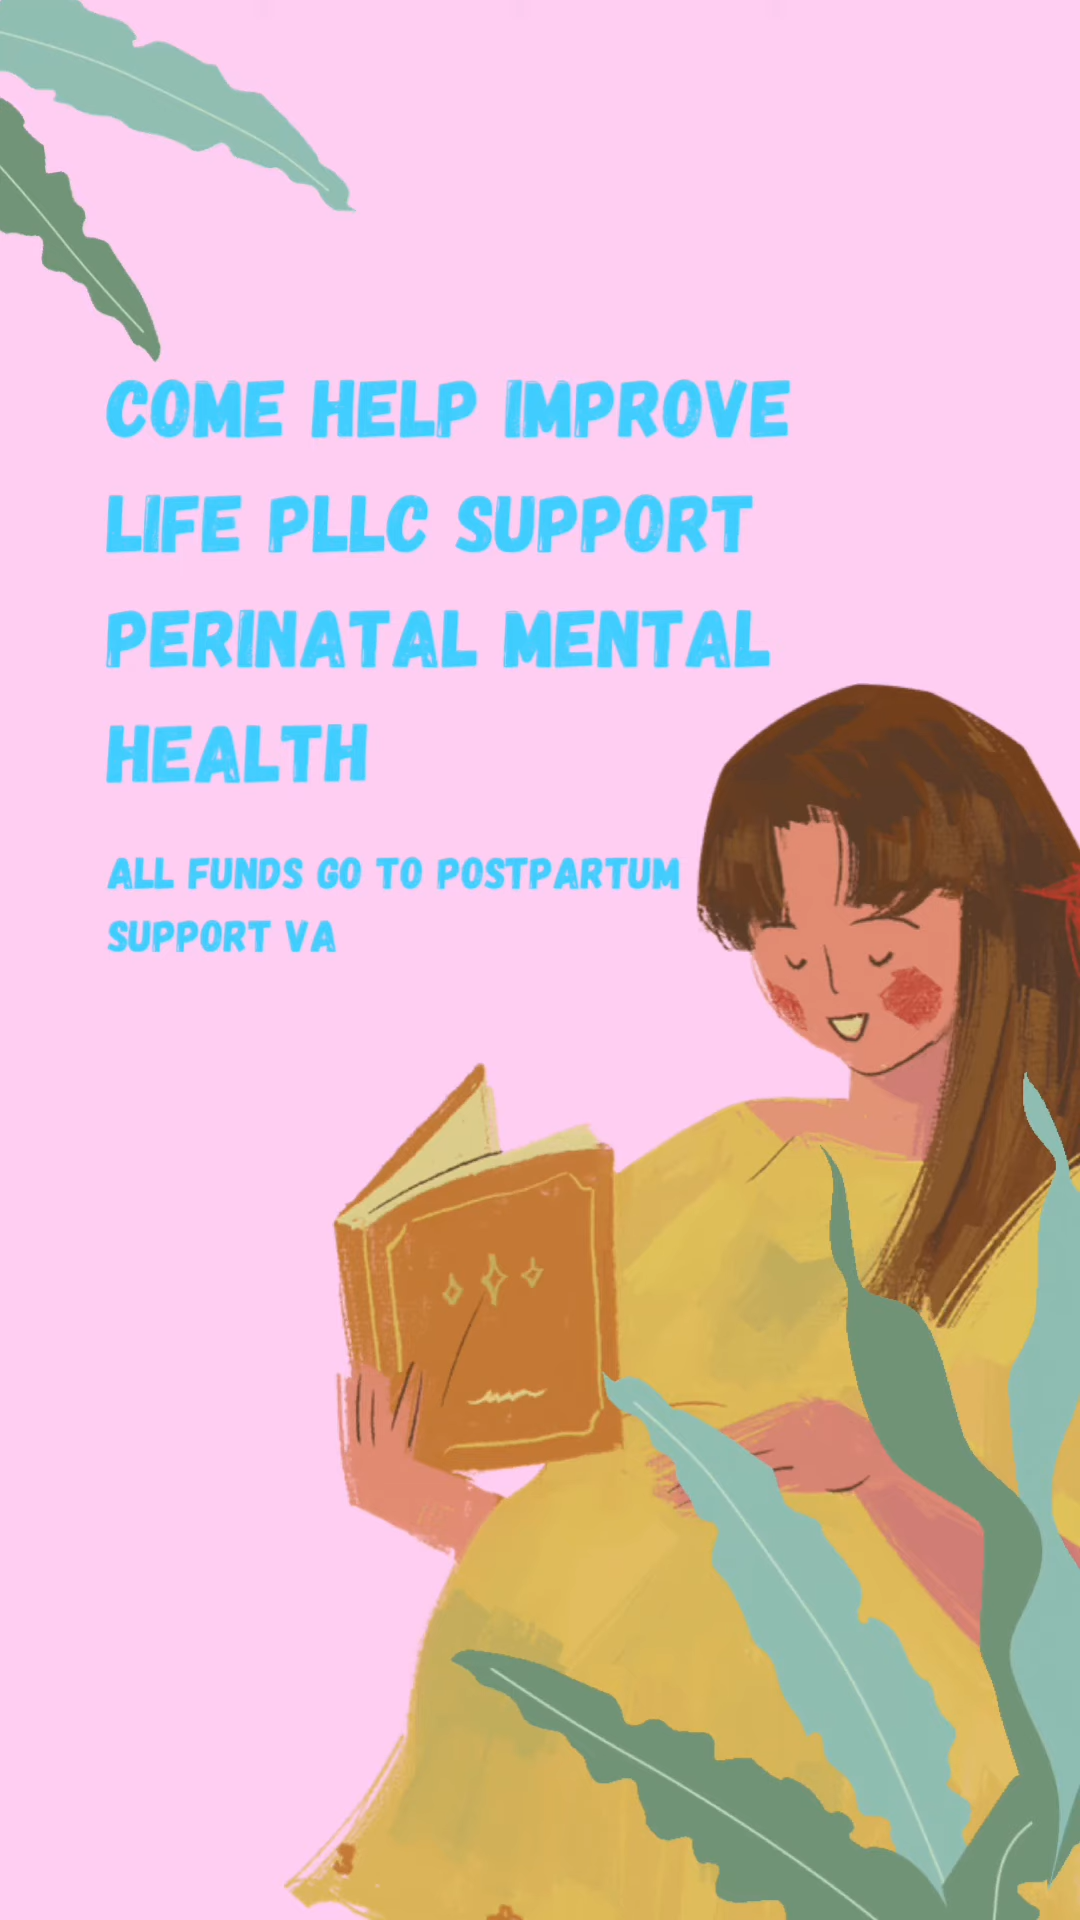 COME HELP IMPROVE
LIFE PLLC SUPPORT
PERINATAL MENTAL
HEALTH
ALL FUNDS GO TO POSTPARTUM
SUPPORT VA